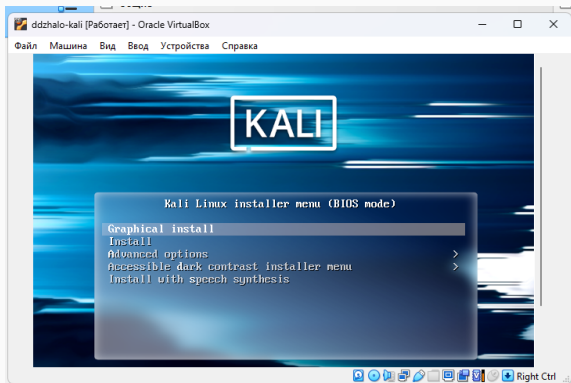 ddzhalo-kali [Работает] - Oracle VirtualBox
Файл Машина Вид Ввод Устройства Справка
KALI
Kali Linux installer menu (BIOS mode)
Graphical install
Install
Advanced options >
Accessible dark contrast installer menu >
Install with speech synthesis
Right Ctrl